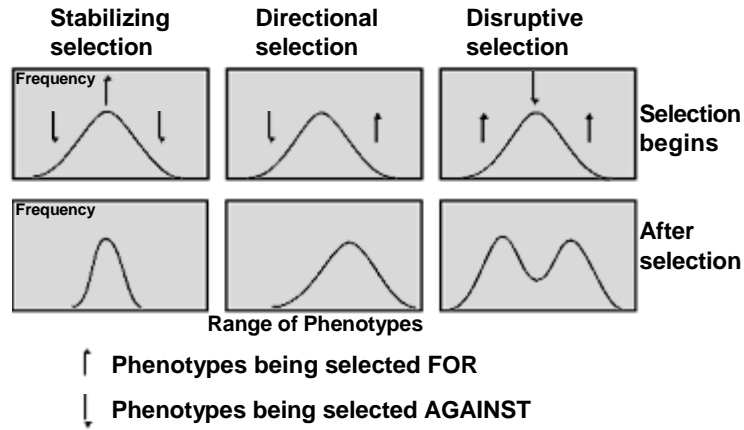 Stabilizing selection
Directional selection
Disruptive selection
Frequency
Selection begins
Frequency
After selection
Range of Phenotypes
Phenotypes being selected FOR
Phenotypes being selected AGAINST